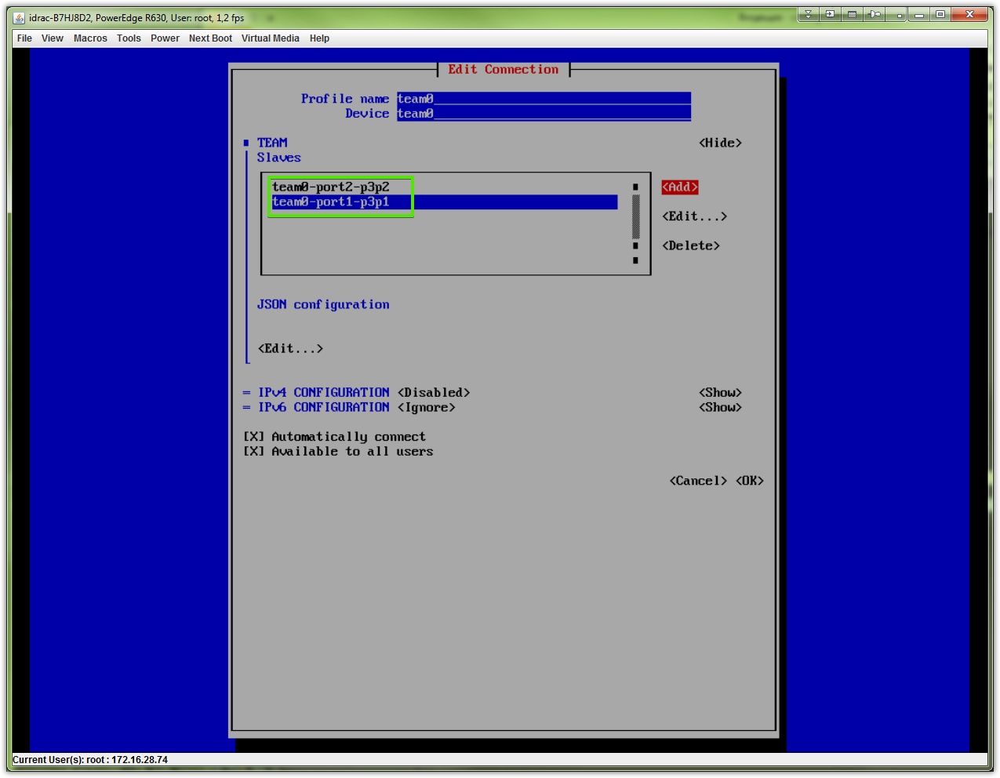 idrac-B7HJ8D2, PowerEdge R630, User: root, 1,2 fps
File View Macros Tools Power Next Boot Virtual Media Help
Edit Connection
Profile name team0
Device team0
TEAM <Hide>
Slaves
team0-port2-p3p2 <Add>
team0-port1-p3p1
<Edit...>
<Delete>
JSON configuration
<Edit...>
= IPv4 CONFIGURATION <Disabled> <Show>
= IPv6 CONFIGURATION <Ignore> <Show>
[X] Automatically connect
[X] Available to all users
<Cancel> <OK>
Current User(s): root : 172.16.28.74